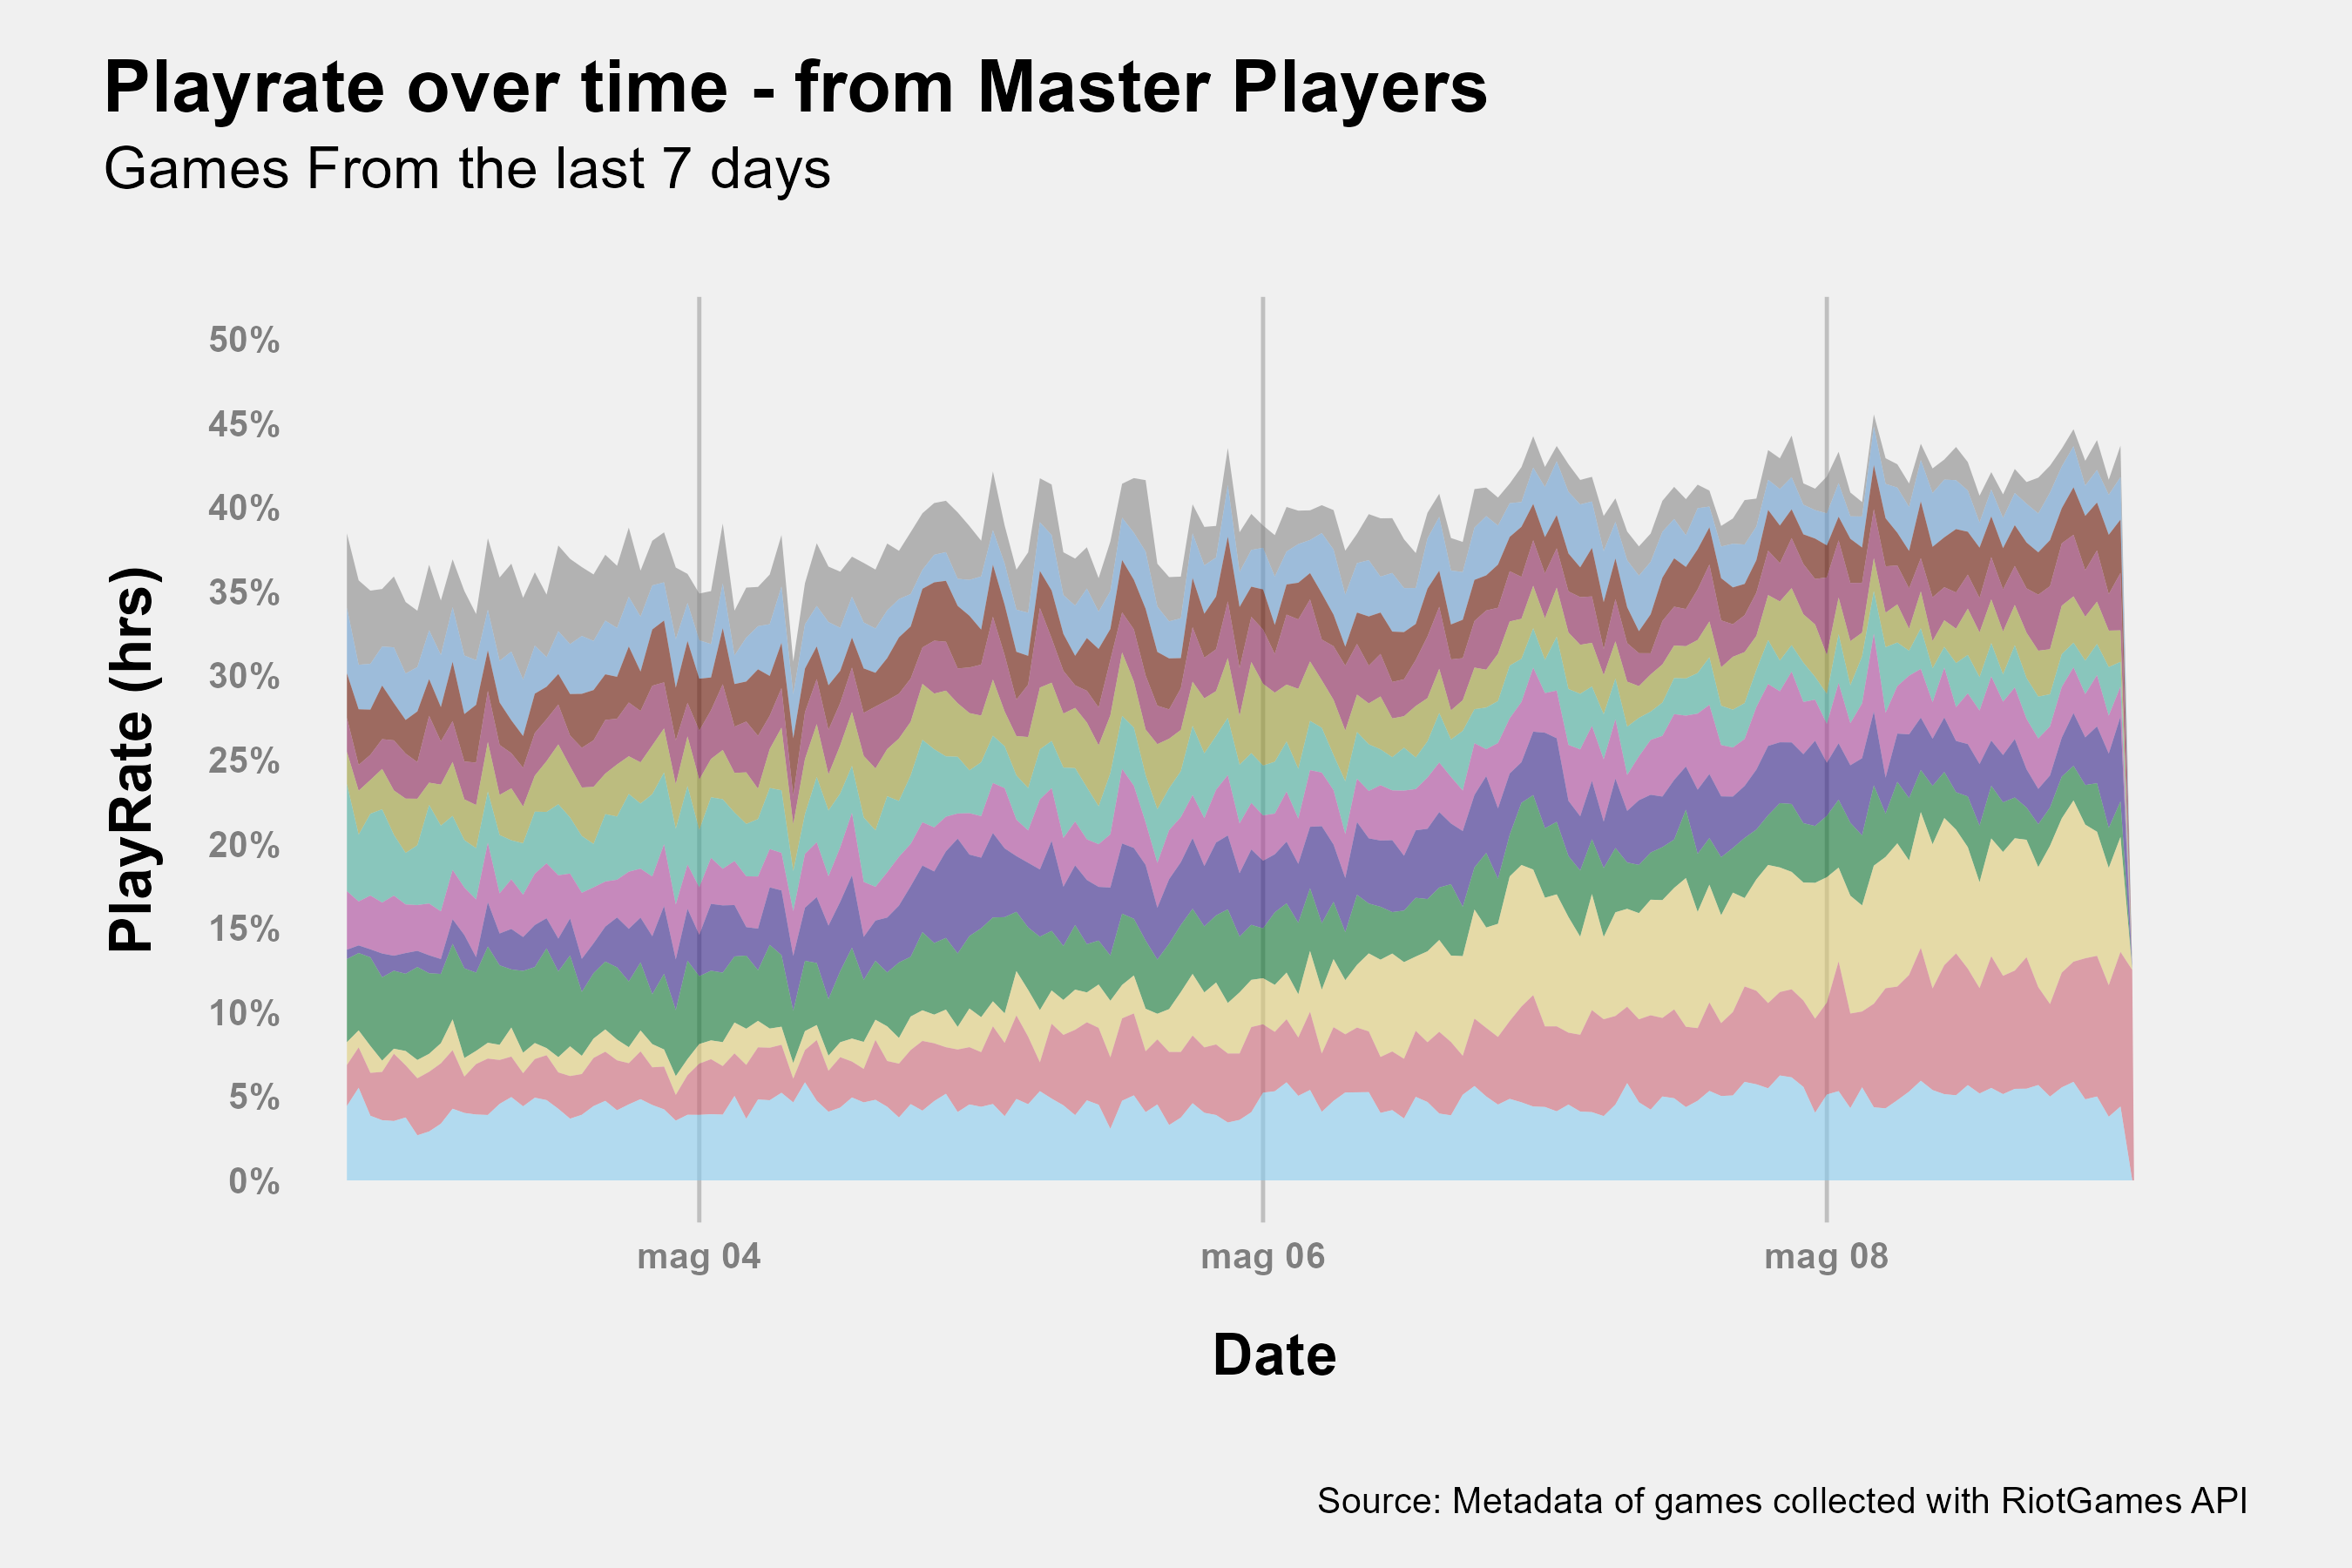 Playrate over time - from Master Players
Games From the last 7 days
50%
45%
40%
35%
30%
25%
20%
15%
10%
5%
0%
PlayRate (hrs)
mag 04
mag 06
mag 08
Date
Source: Metadata of games collected with RiotGames API